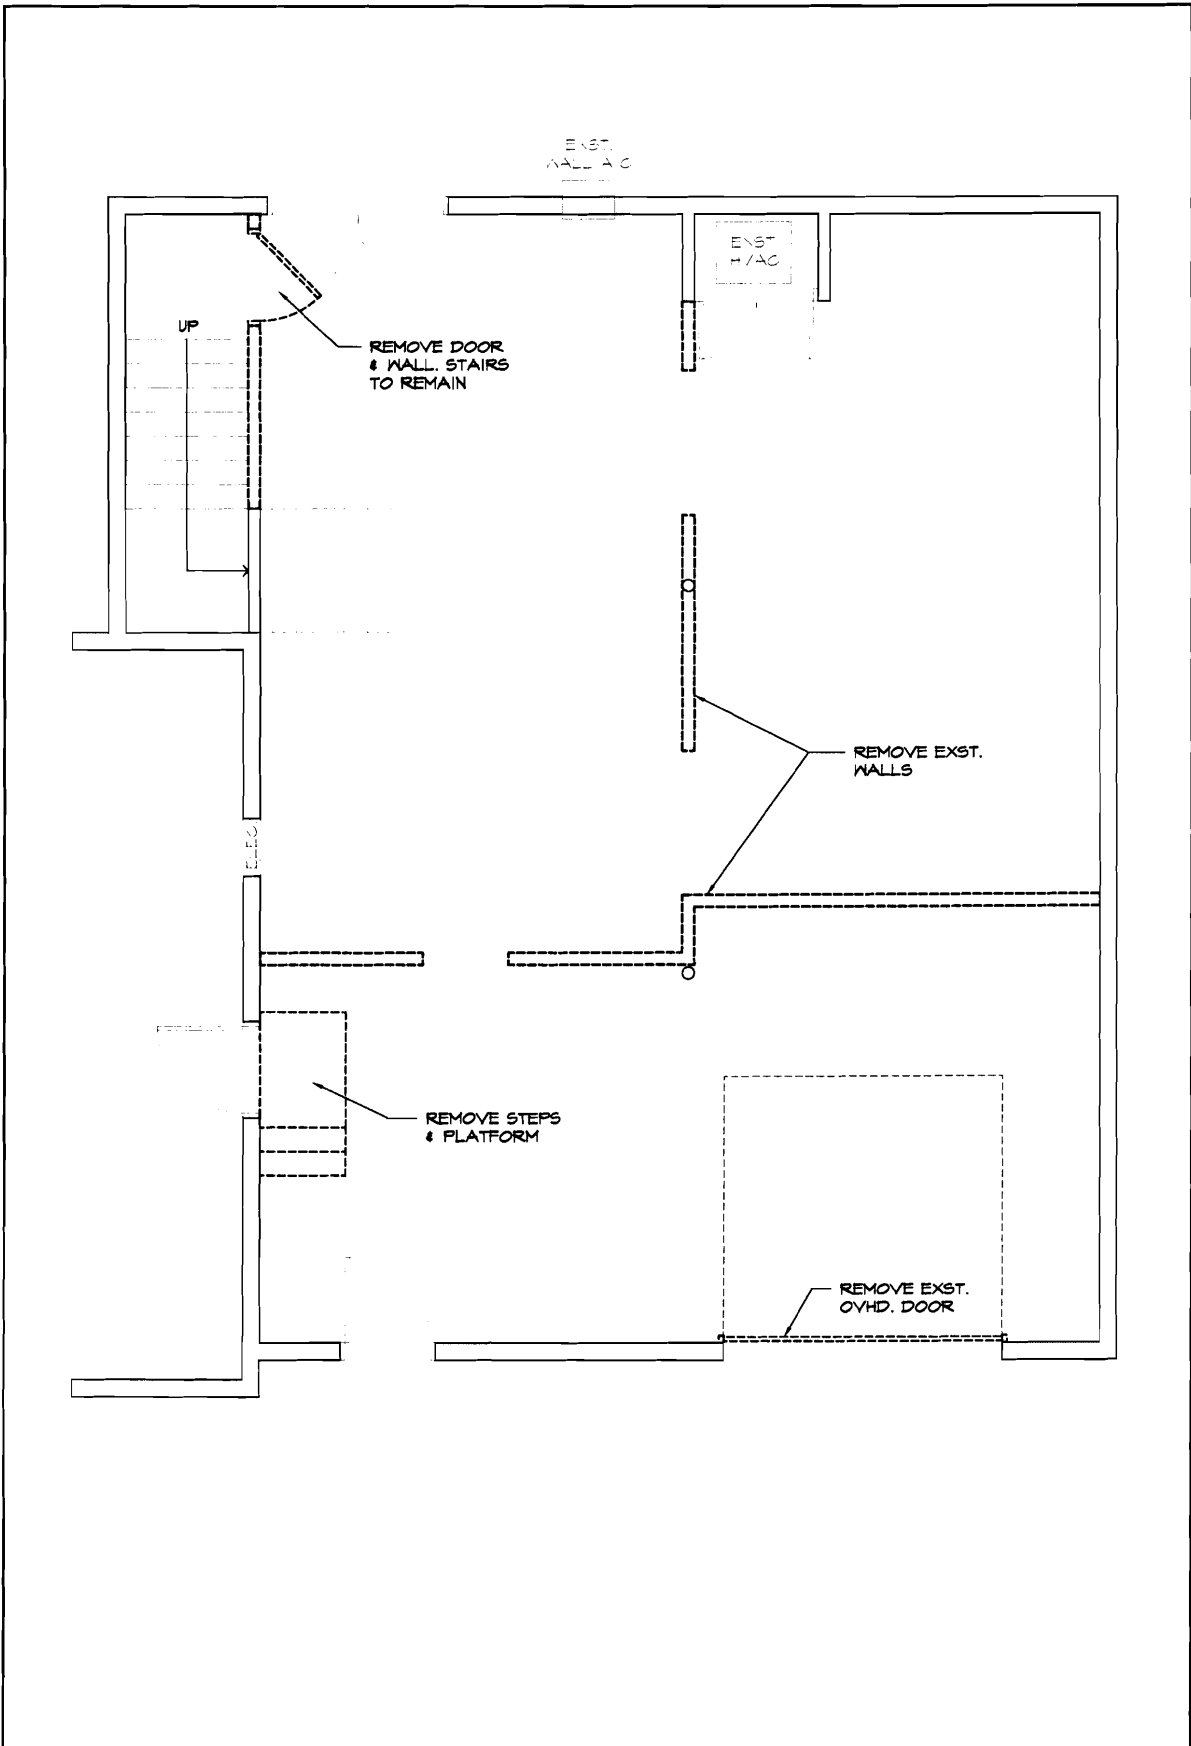 EXST.
WALL A/C
EXST.
H/AC
UP
REMOVE DOOR
& WALL. STAIRS
TO REMAIN
REMOVE EXST.
WALLS
ELEC.
REMOVE STEPS
& PLATFORM
REMOVE EXST.
OVHD. DOOR